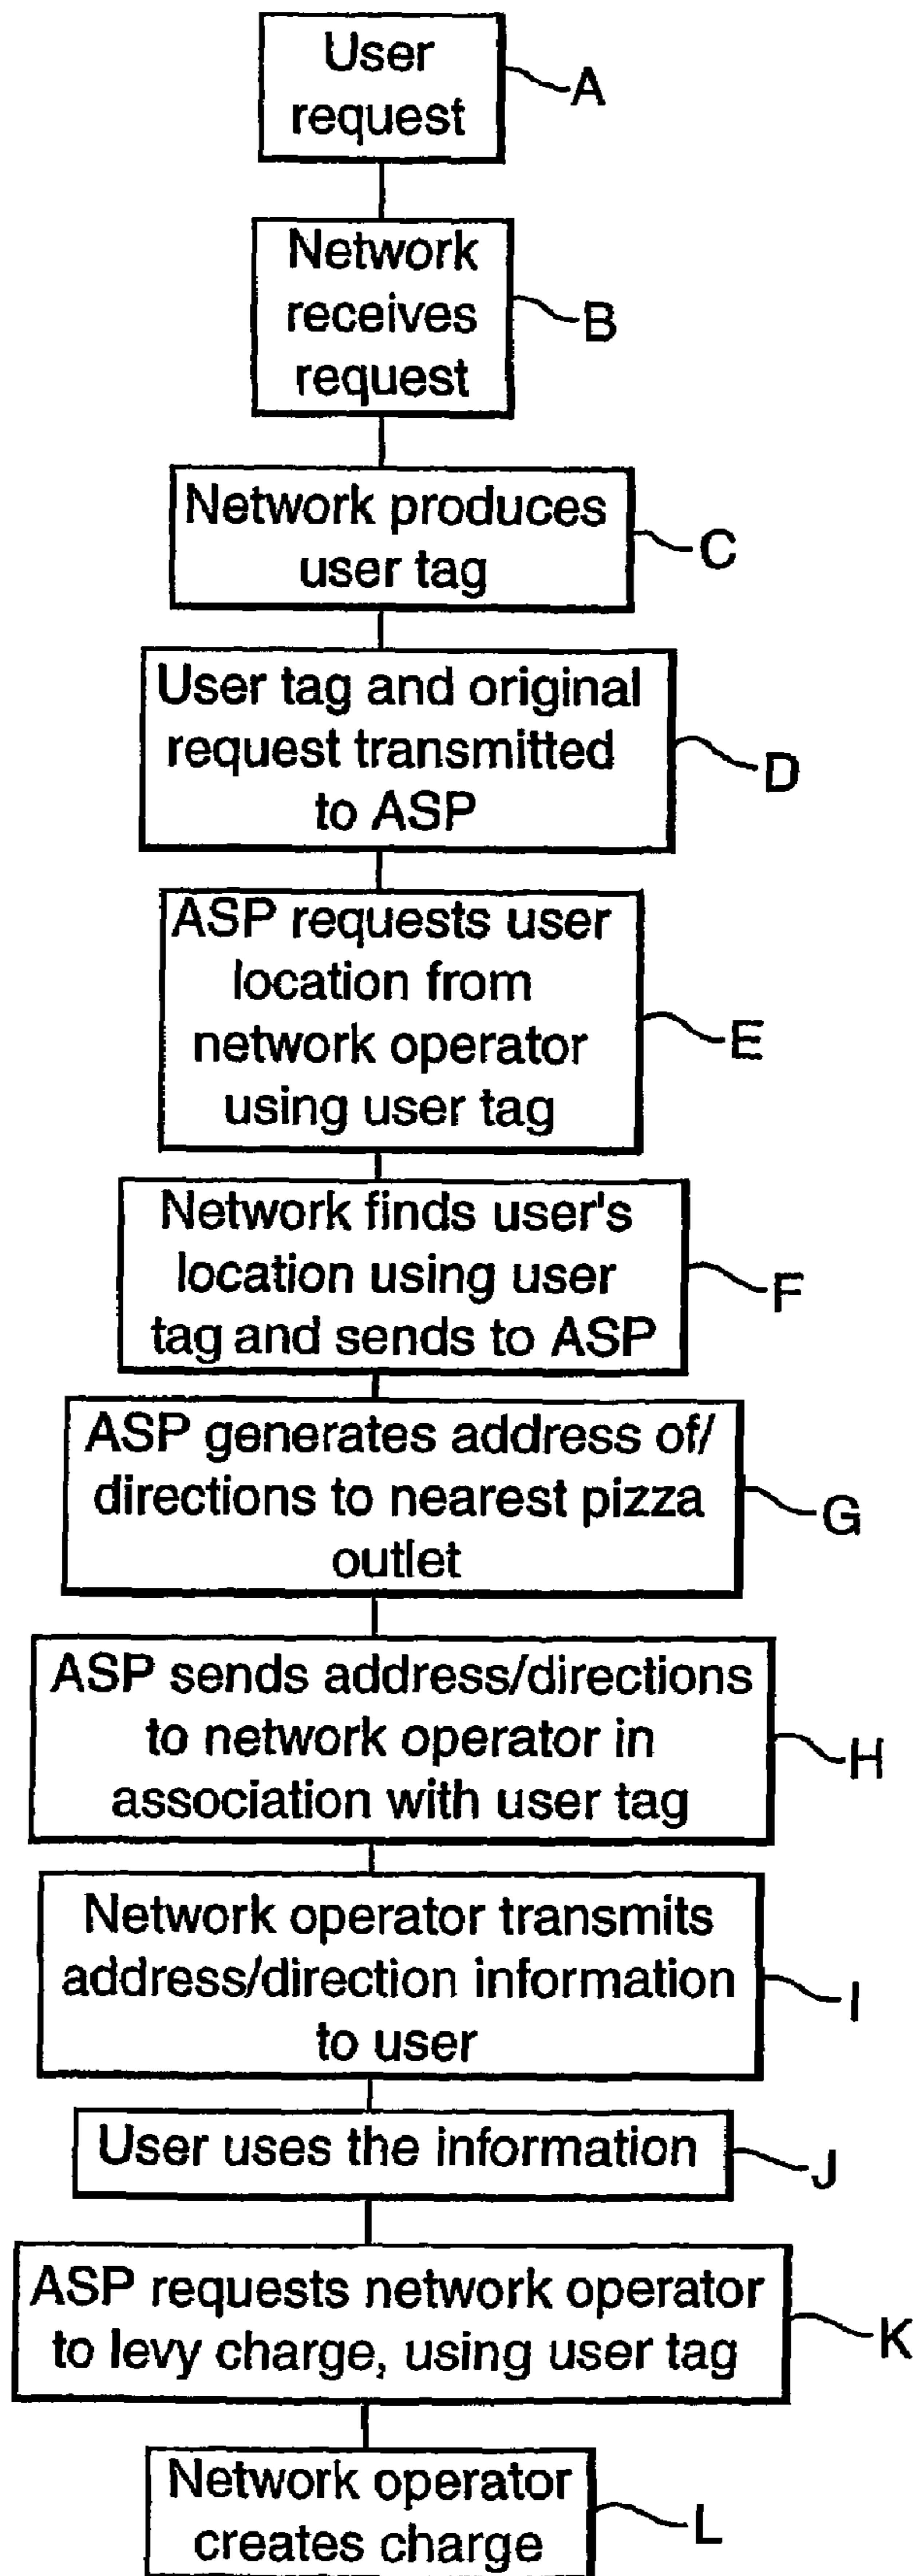 User
request
A
Network
receives
request
B
Network produces
user tag
C
User tag and original
request transmitted
to ASP
D
ASP requests user
location from
network operator
using user tag
E
Network finds user's
location using user
tag and sends to ASP
F
ASP generates address of/
directions to nearest pizza
outlet
G
ASP sends address/directions
to network operator in
association with user tag
H
Network operator transmits
address/direction information
to user
I
User uses the information
J
ASP requests network operator
to levy charge, using user tag
K
Network operator
creates charge
L